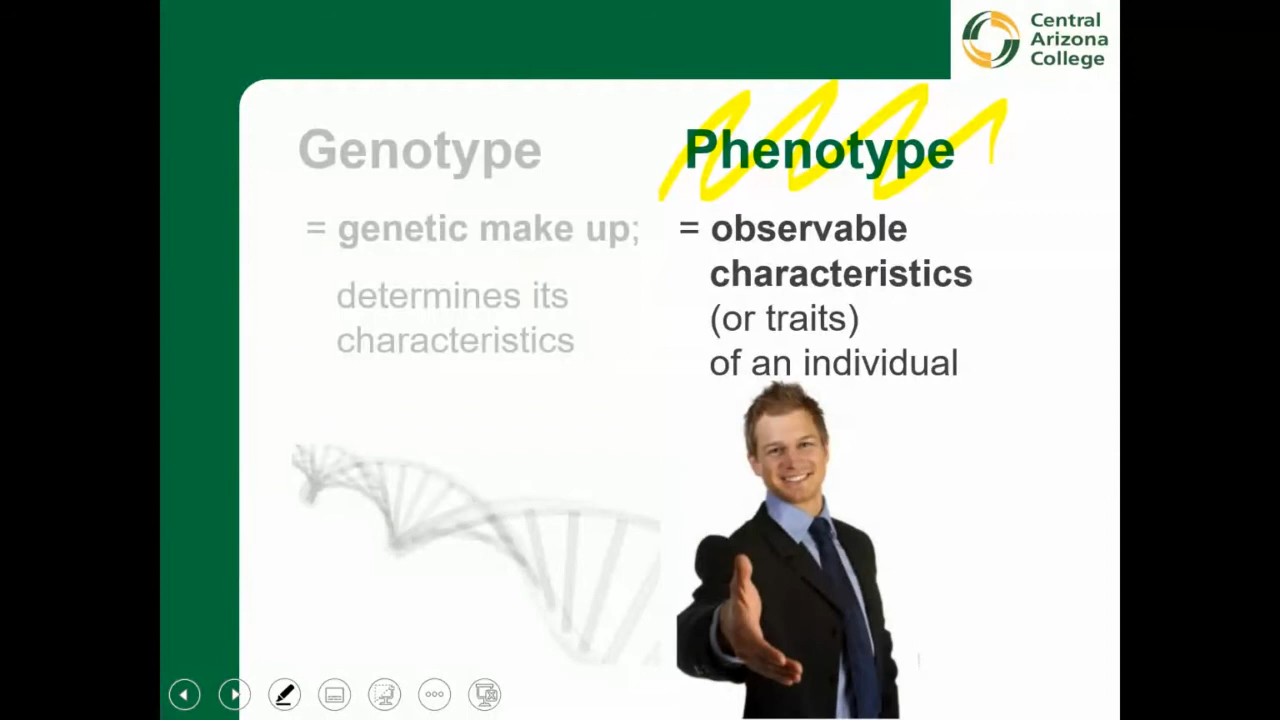 Central
Arizona
College
Genotype
= genetic make up;
determines its
characteristics
Phenotype
= observable
characteristics
(or traits)
of an individual